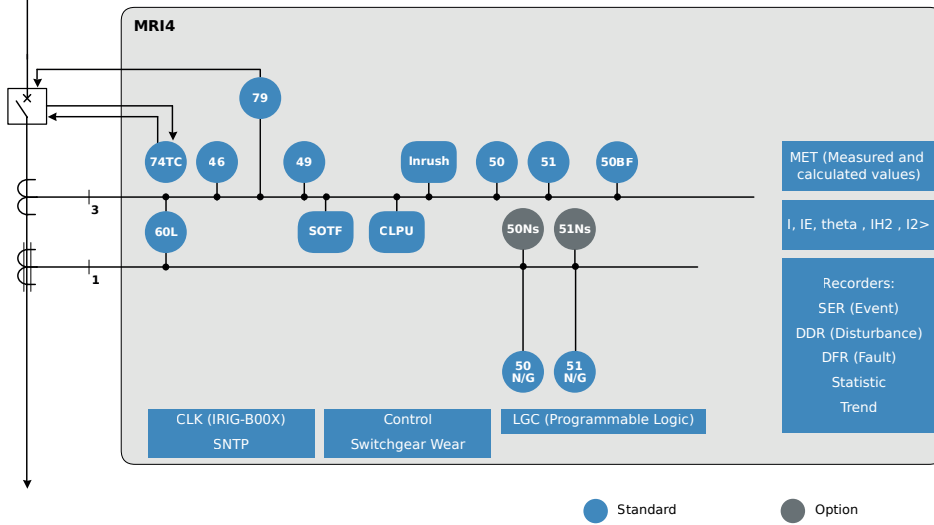 MRI4
79
74TC
46
49
Inrush
50
51
50BF
MET (Measured and
calculated values)
3
60L
SOTF
CLPU
50Ns
51Ns
I, IE, theta , IH2 , I2>
1
Recorders:
SER (Event)
DDR (Disturbance)
DFR (Fault)
Statistic
Trend
50
N/G
51
N/G
CLK (IRIG-B00X)
SNTP
Control
Switchgear Wear
LGC (Programmable Logic)
Standard
Option